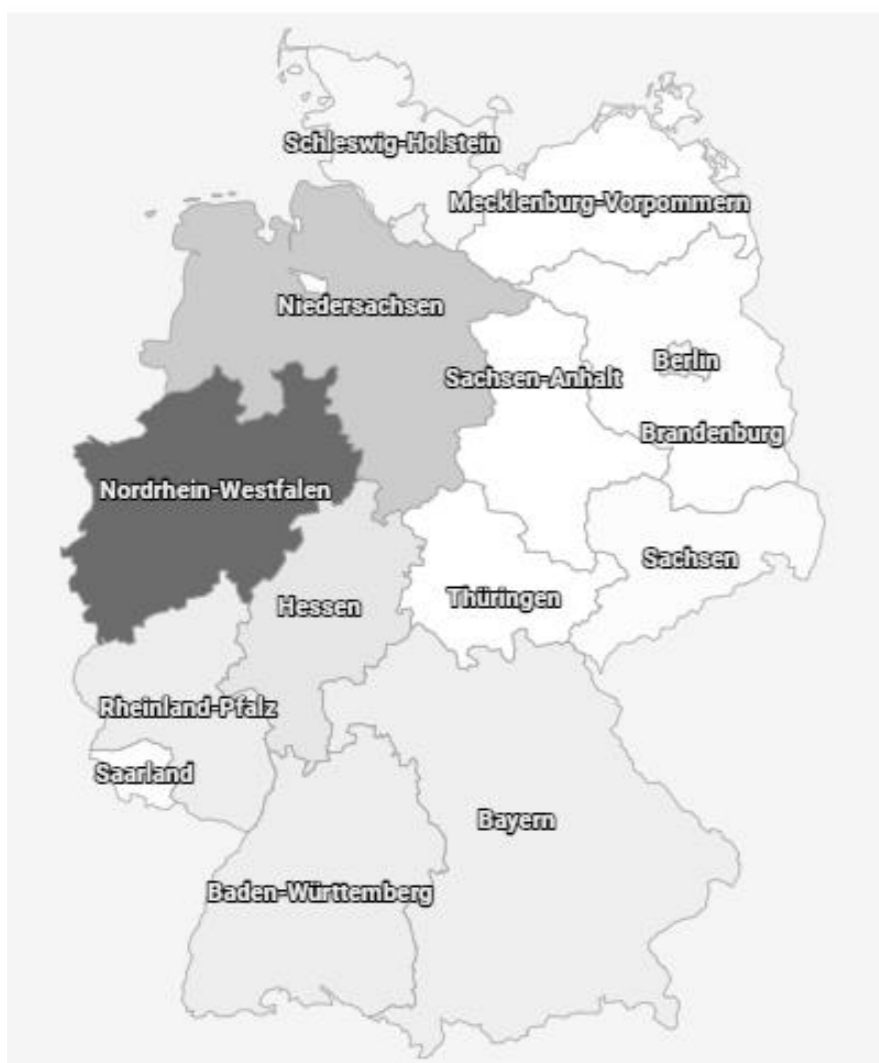 Schleswig-Holstein
Mecklenburg-Vorpommern
Niedersachsen
Berlin
Sachsen-Anhalt
Brandenburg
Nordrhein-Westfalen
Sachsen
Thüringen
Hessen
Rheinland-Pfalz
Saarland
Bayern
Baden-Württemberg